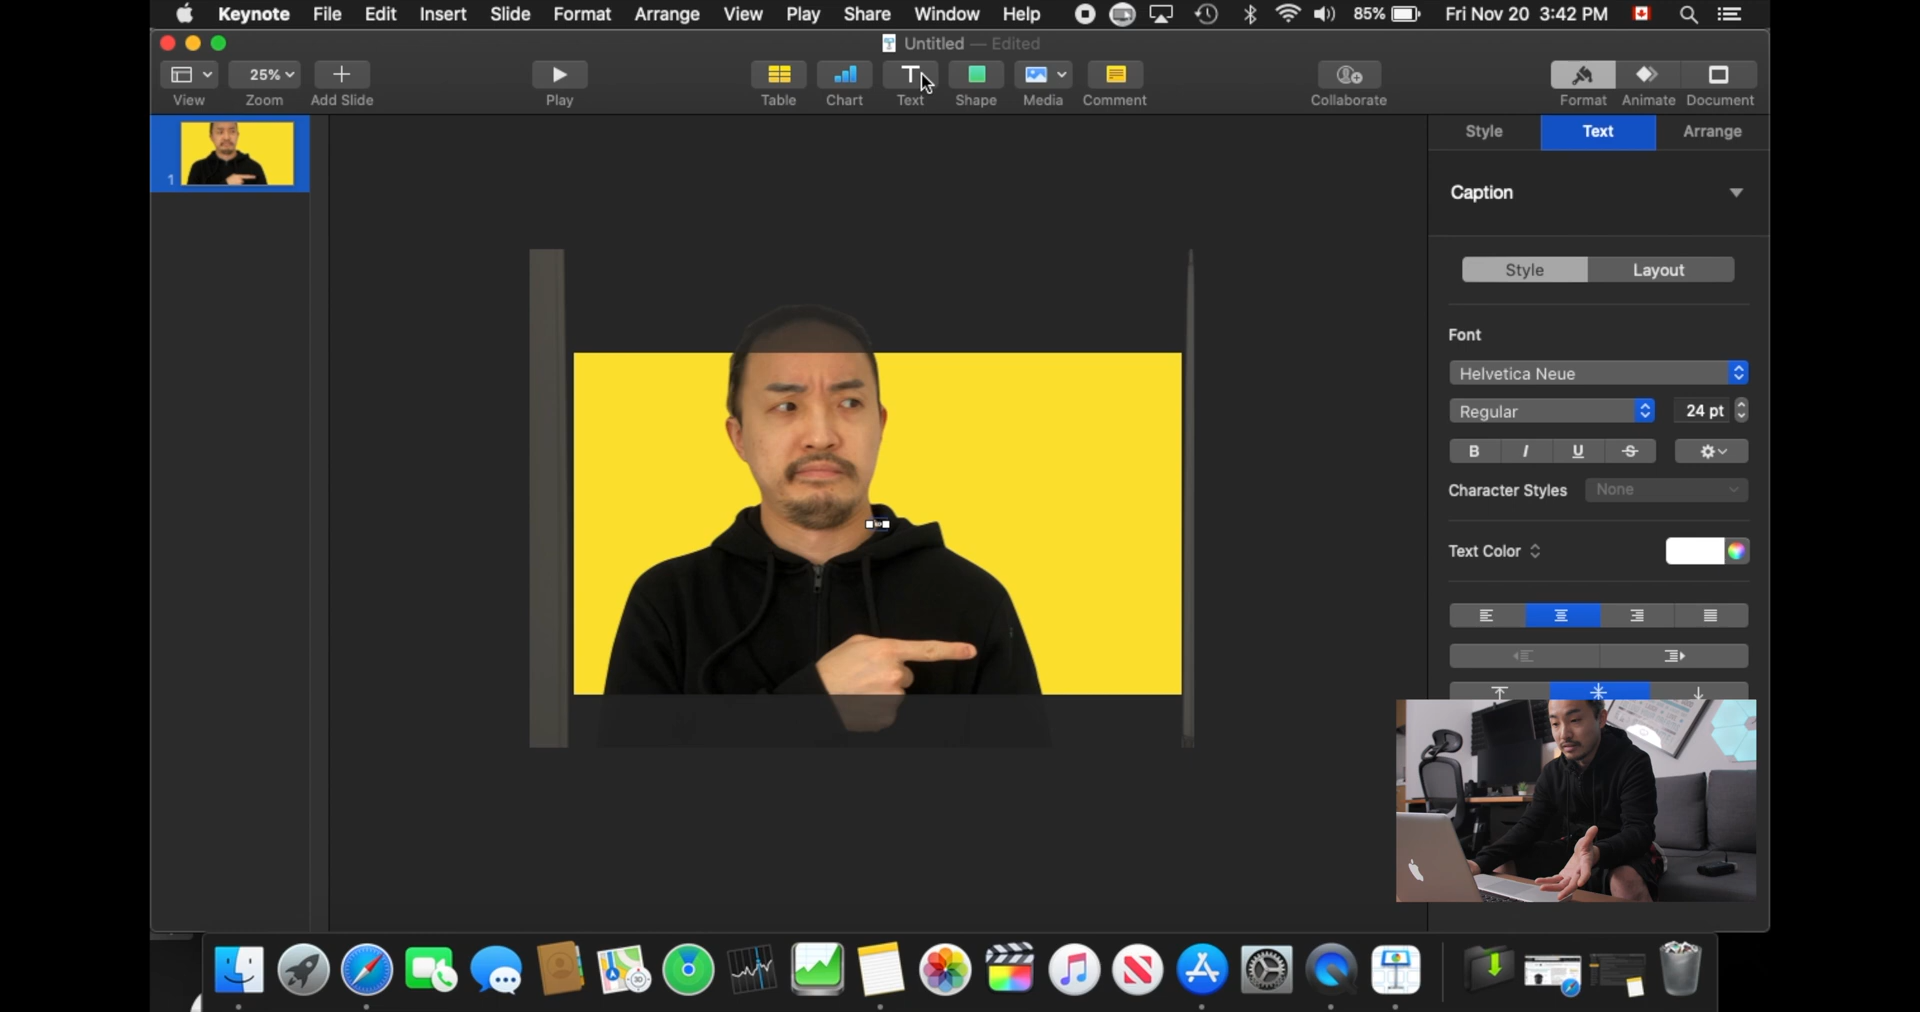 Keynote File Edit Insert Slide Format Arrange View Play Share Window Help 85% Fri Nov 20 3:42 PM
Untitled — Edited
25%
View Zoom Add Slide Play Table Chart Text Shape Media Comment Collaborate Format Animate Document
1
Style Text Arrange
Caption
Style Layout
Font
Helvetica Neue
Regular 24 pt
B I U S
Character Styles None
Text Color